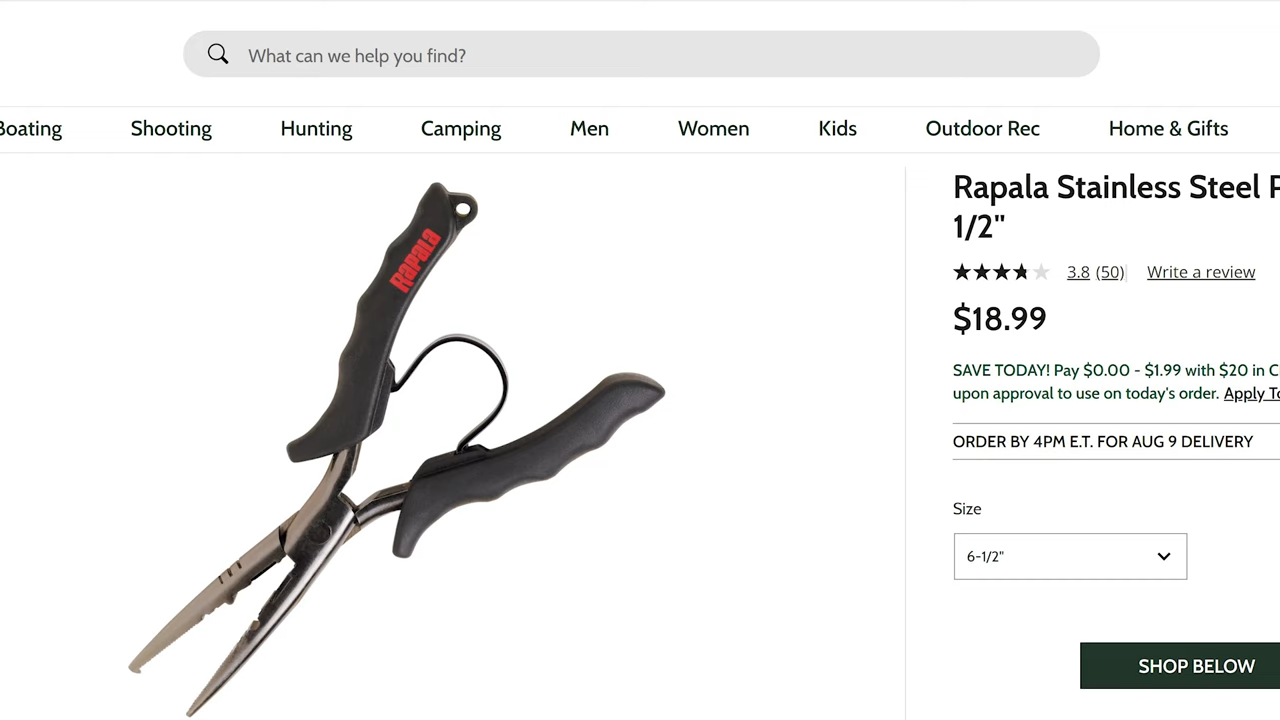 What can we help you find?
Boating Shooting Hunting Camping Men Women Kids Outdoor Rec Home & Gifts
Rapala
Rapala Stainless Steel P
1/2"
3.8 (50) Write a review
$18.99
SAVE TODAY! Pay $0.00 - $1.99 with $20 in
upon approval to use on today's order. Apply
ORDER BY 4PM E.T. FOR AUG 9 DELIVERY
Size
6-1/2"
SHOP BELOW